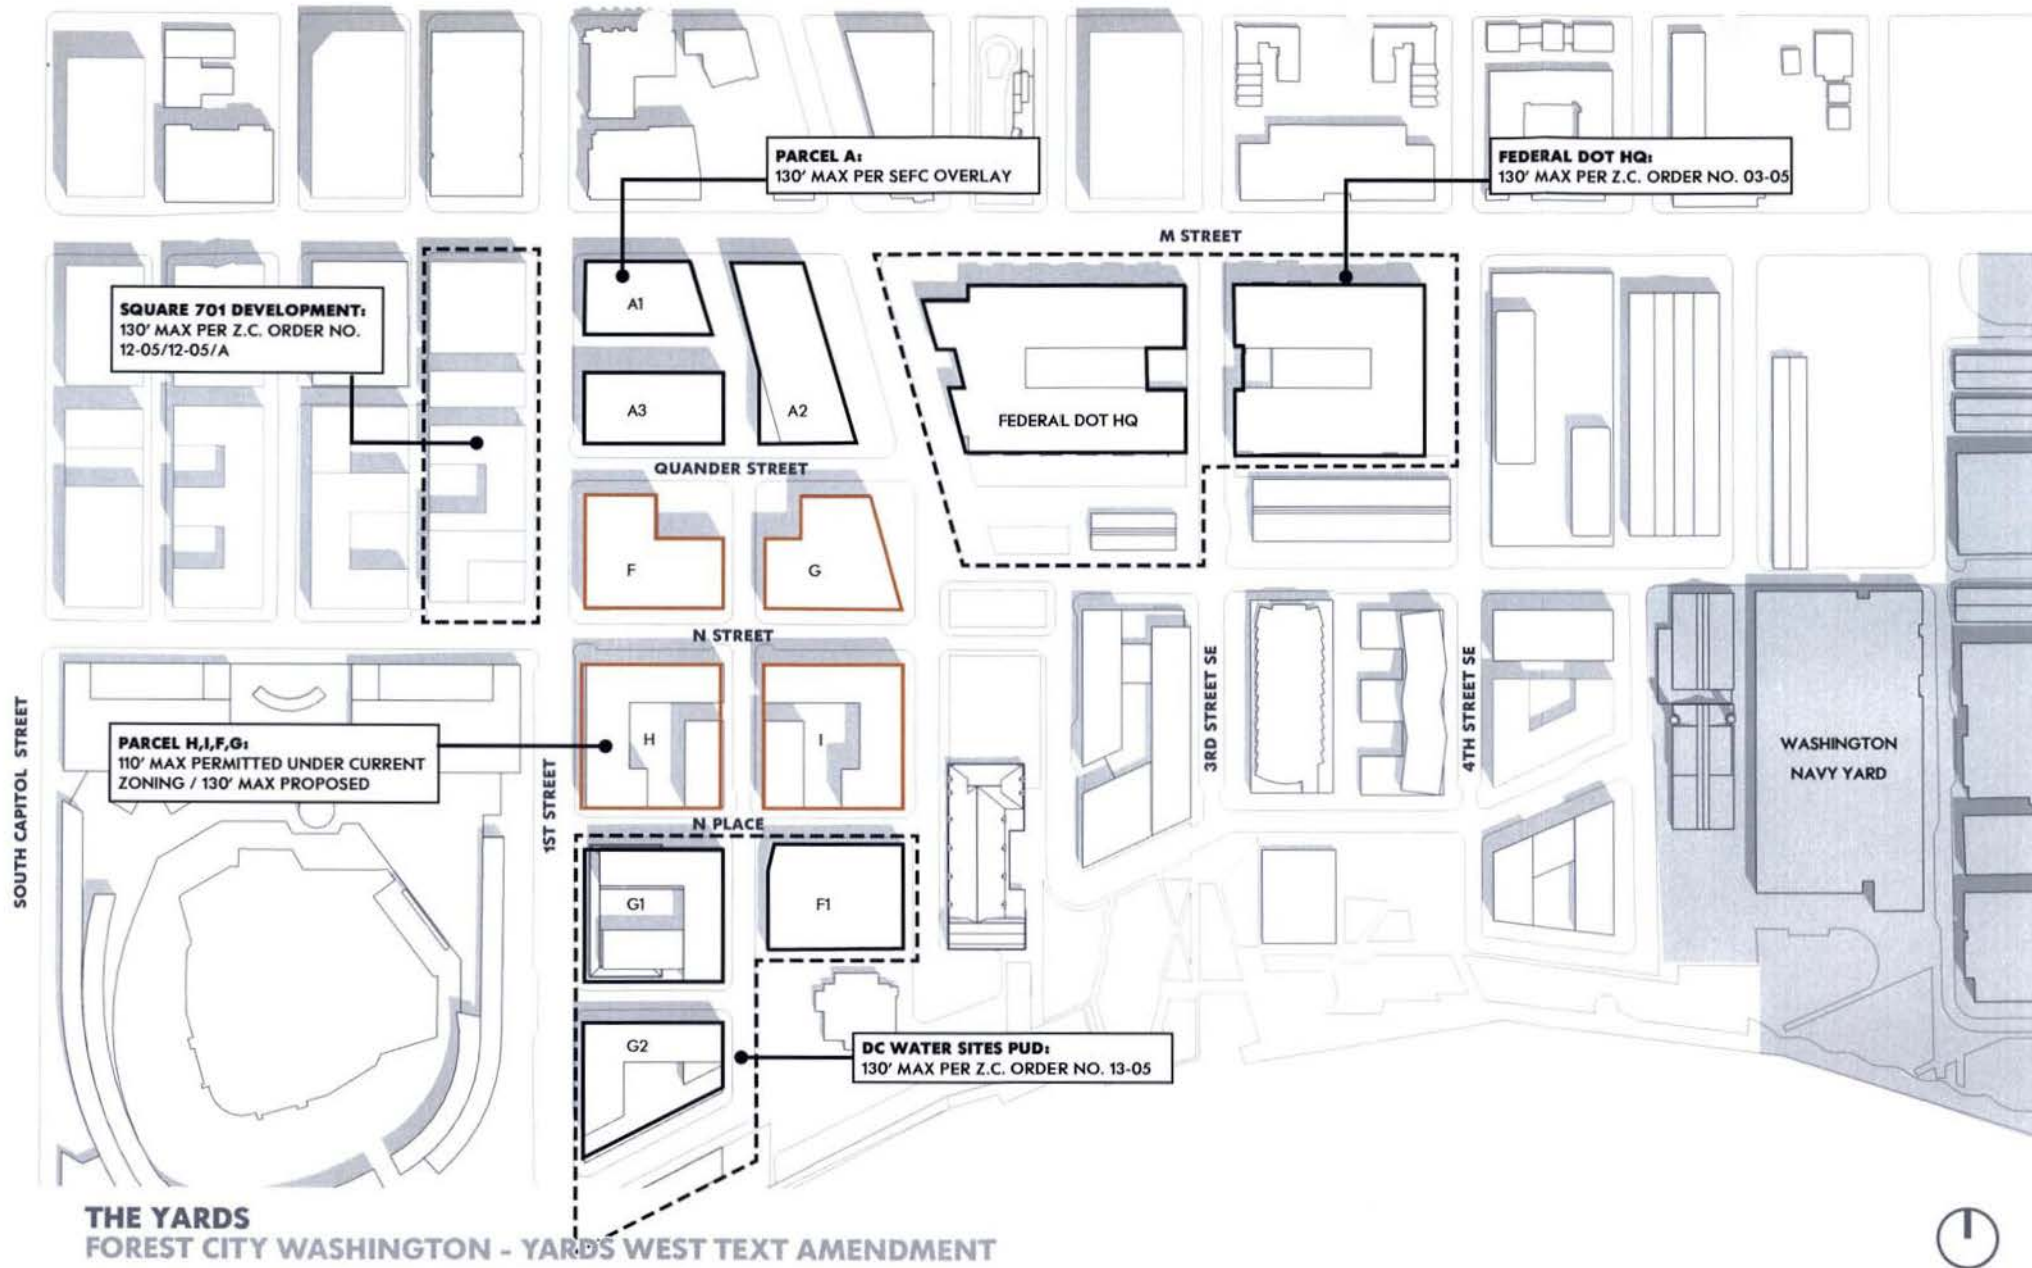 PARCEL A:
130' MAX PER SEFC OVERLAY
FEDERAL DOT HQ:
130' MAX PER Z.C. ORDER NO. 03-05
M STREET
SQUARE 701 DEVELOPMENT:
130' MAX PER Z.C. ORDER NO.
12-05/12-05/A
A1
A3
A2
FEDERAL DOT HQ
QUANDER STREET
F
G
N STREET
SOUTH CAPITOL STREET
PARCEL H,I,F,G:
110' MAX PERMITTED UNDER CURRENT
ZONING / 130' MAX PROPOSED
1ST STREET
H
I
3RD STREET SE
4TH STREET SE
WASHINGTON
NAVY YARD
N PLACE
G1
F1
G2
DC WATER SITES PUD:
130' MAX PER Z.C. ORDER NO. 13-05
THE YARDS
FOREST CITY WASHINGTON - YARDS WEST TEXT AMENDMENT